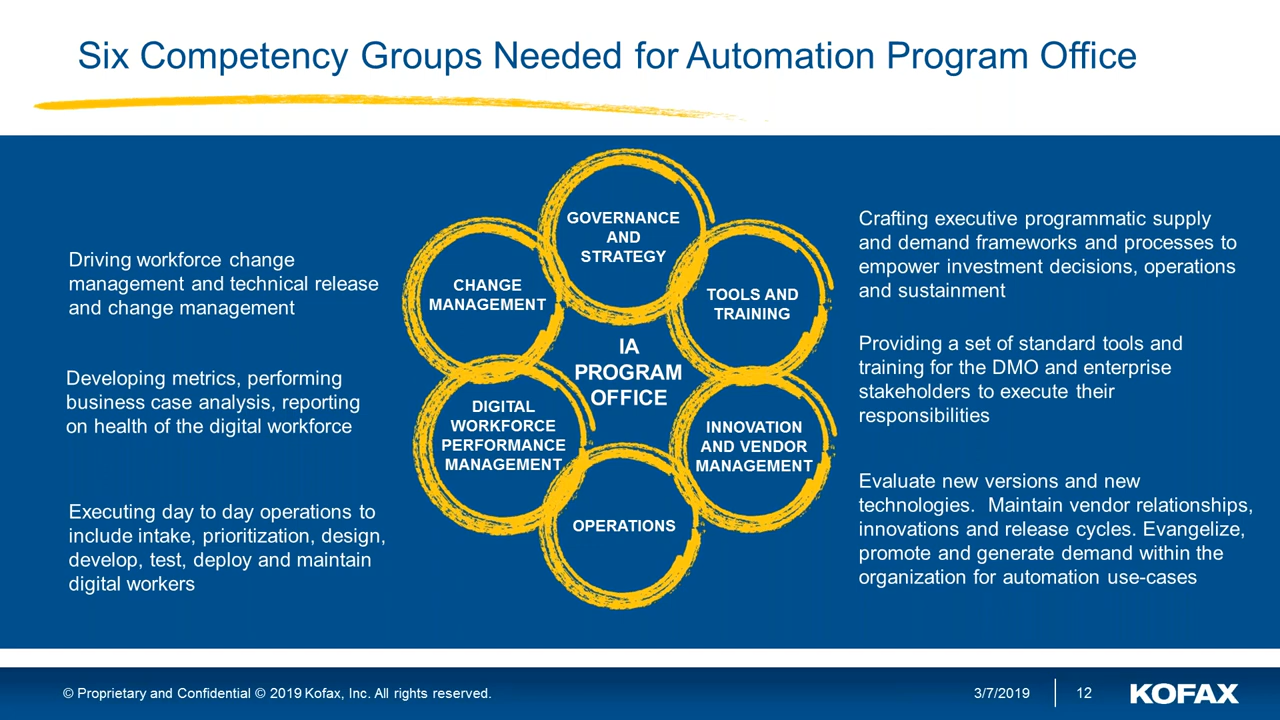 Six Competency Groups Needed for Automation Program Office
Driving workforce change
management and technical release
and change management
Developing metrics, performing
business case analysis, reporting
on health of the digital workforce
Executing day to day operations to
include intake, prioritization, design,
develop, test, deploy and maintain
digital workers
GOVERNANCE
AND
STRATEGY
CHANGE
MANAGEMENT
TOOLS AND
TRAINING
IA
PROGRAM
OFFICE
DIGITAL
WORKFORCE
PERFORMANCE
MANAGEMENT
INNOVATION
AND VENDOR
MANAGEMENT
OPERATIONS
Crafting executive programmatic supply
and demand frameworks and processes to
empower investment decisions, operations
and sustainment
Providing a set of standard tools and
training for the DMO and enterprise
stakeholders to execute their
responsibilities
Evaluate new versions and new
technologies.  Maintain vendor relationships,
innovations and release cycles. Evangelize,
promote and generate demand within the
organization for automation use-cases
© Proprietary and Confidential © 2019 Kofax, Inc. All rights reserved.
3/7/2019
12
KOFAX